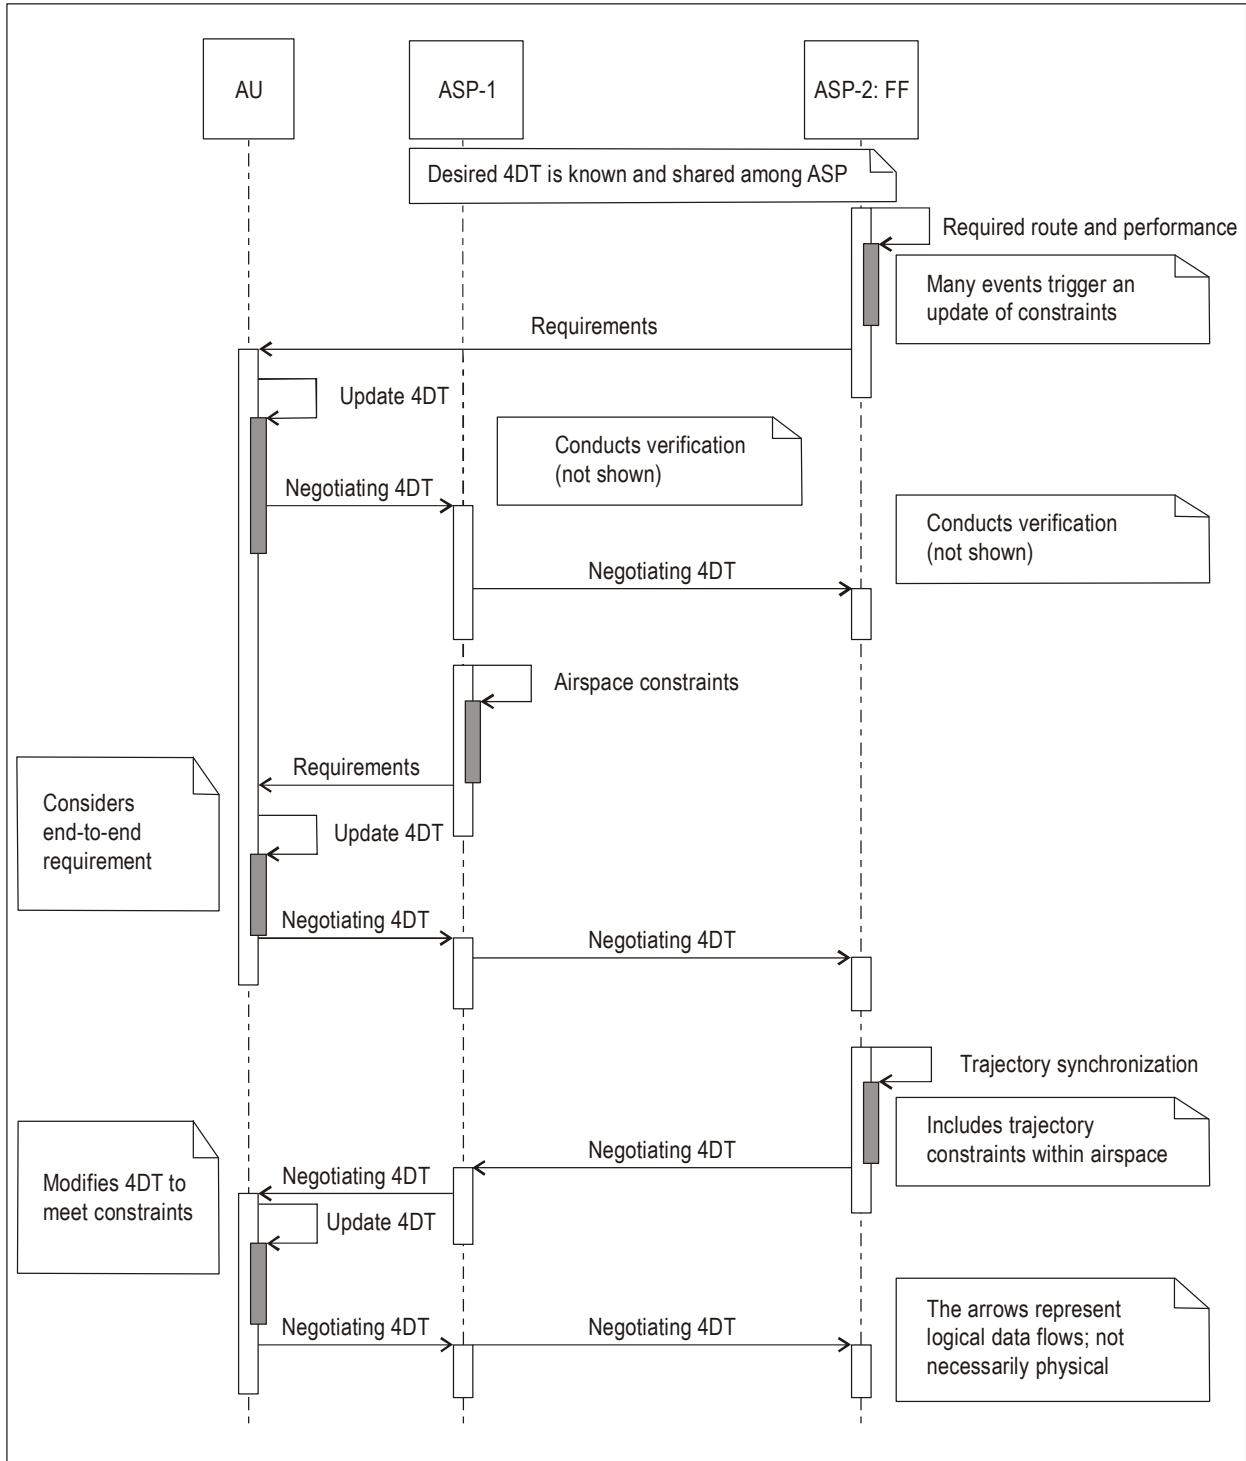 AU
ASP-1
ASP-2: FF
Desired 4DT is known and shared among ASP
Required route and performance
Many events trigger an
update of constraints
Requirements
Update 4DT
Conducts verification
(not shown)
Negotiating 4DT
Conducts verification
(not shown)
Negotiating 4DT
Airspace constraints
Requirements
Considers
end-to-end
requirement
Update 4DT
Negotiating 4DT
Negotiating 4DT
Trajectory synchronization
Includes trajectory
constraints within airspace
Negotiating 4DT
Negotiating 4DT
Modifies 4DT to
meet constraints
Update 4DT
The arrows represent
logical data flows; not
necessarily physical
Negotiating 4DT
Negotiating 4DT